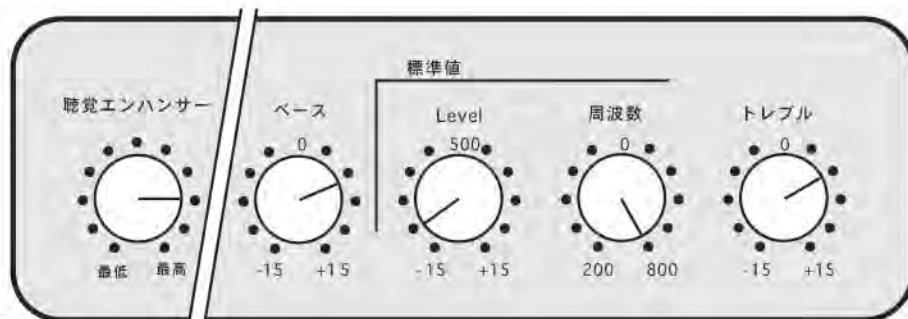 標準値
聴覚エンハンサー
ベース
Level
周波数
トレブル
0
500
0
0
最低
最高
-15
+15
-15
+15
200
800
-15
+15